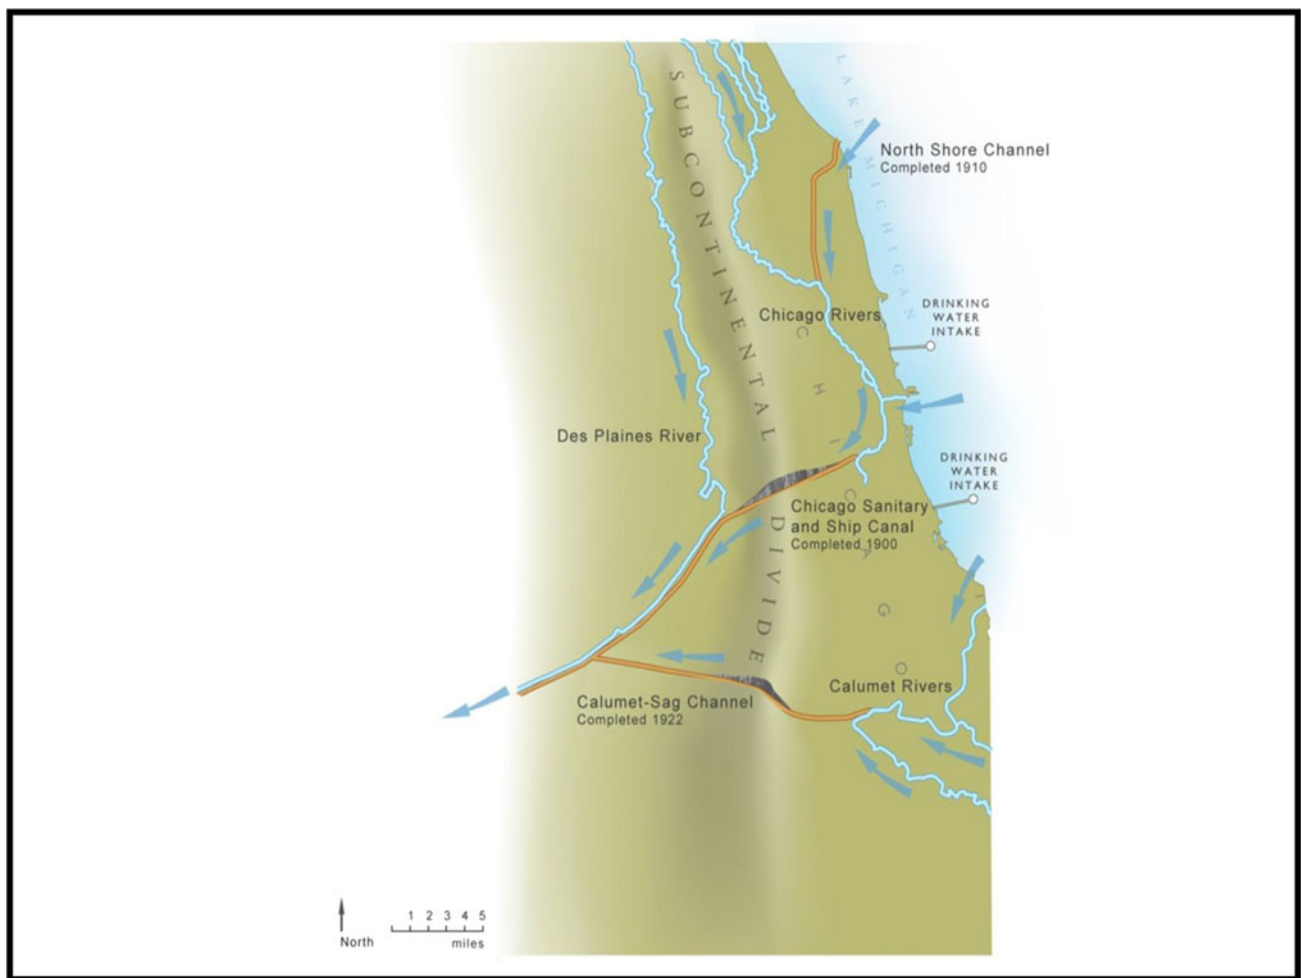 SUBCONTINENTAL DIVIDE
LAKE MICHIGAN
North Shore Channel
Completed 1910
DRINKING
WATER
INTAKE
Chicago Rivers
CHICAGO
Des Plaines River
DRINKING
WATER
INTAKE
Chicago Sanitary
and Ship Canal
Completed 1900
Calumet Rivers
Calumet-Sag Channel
Completed 1922
1 2 3 4 5
North
miles